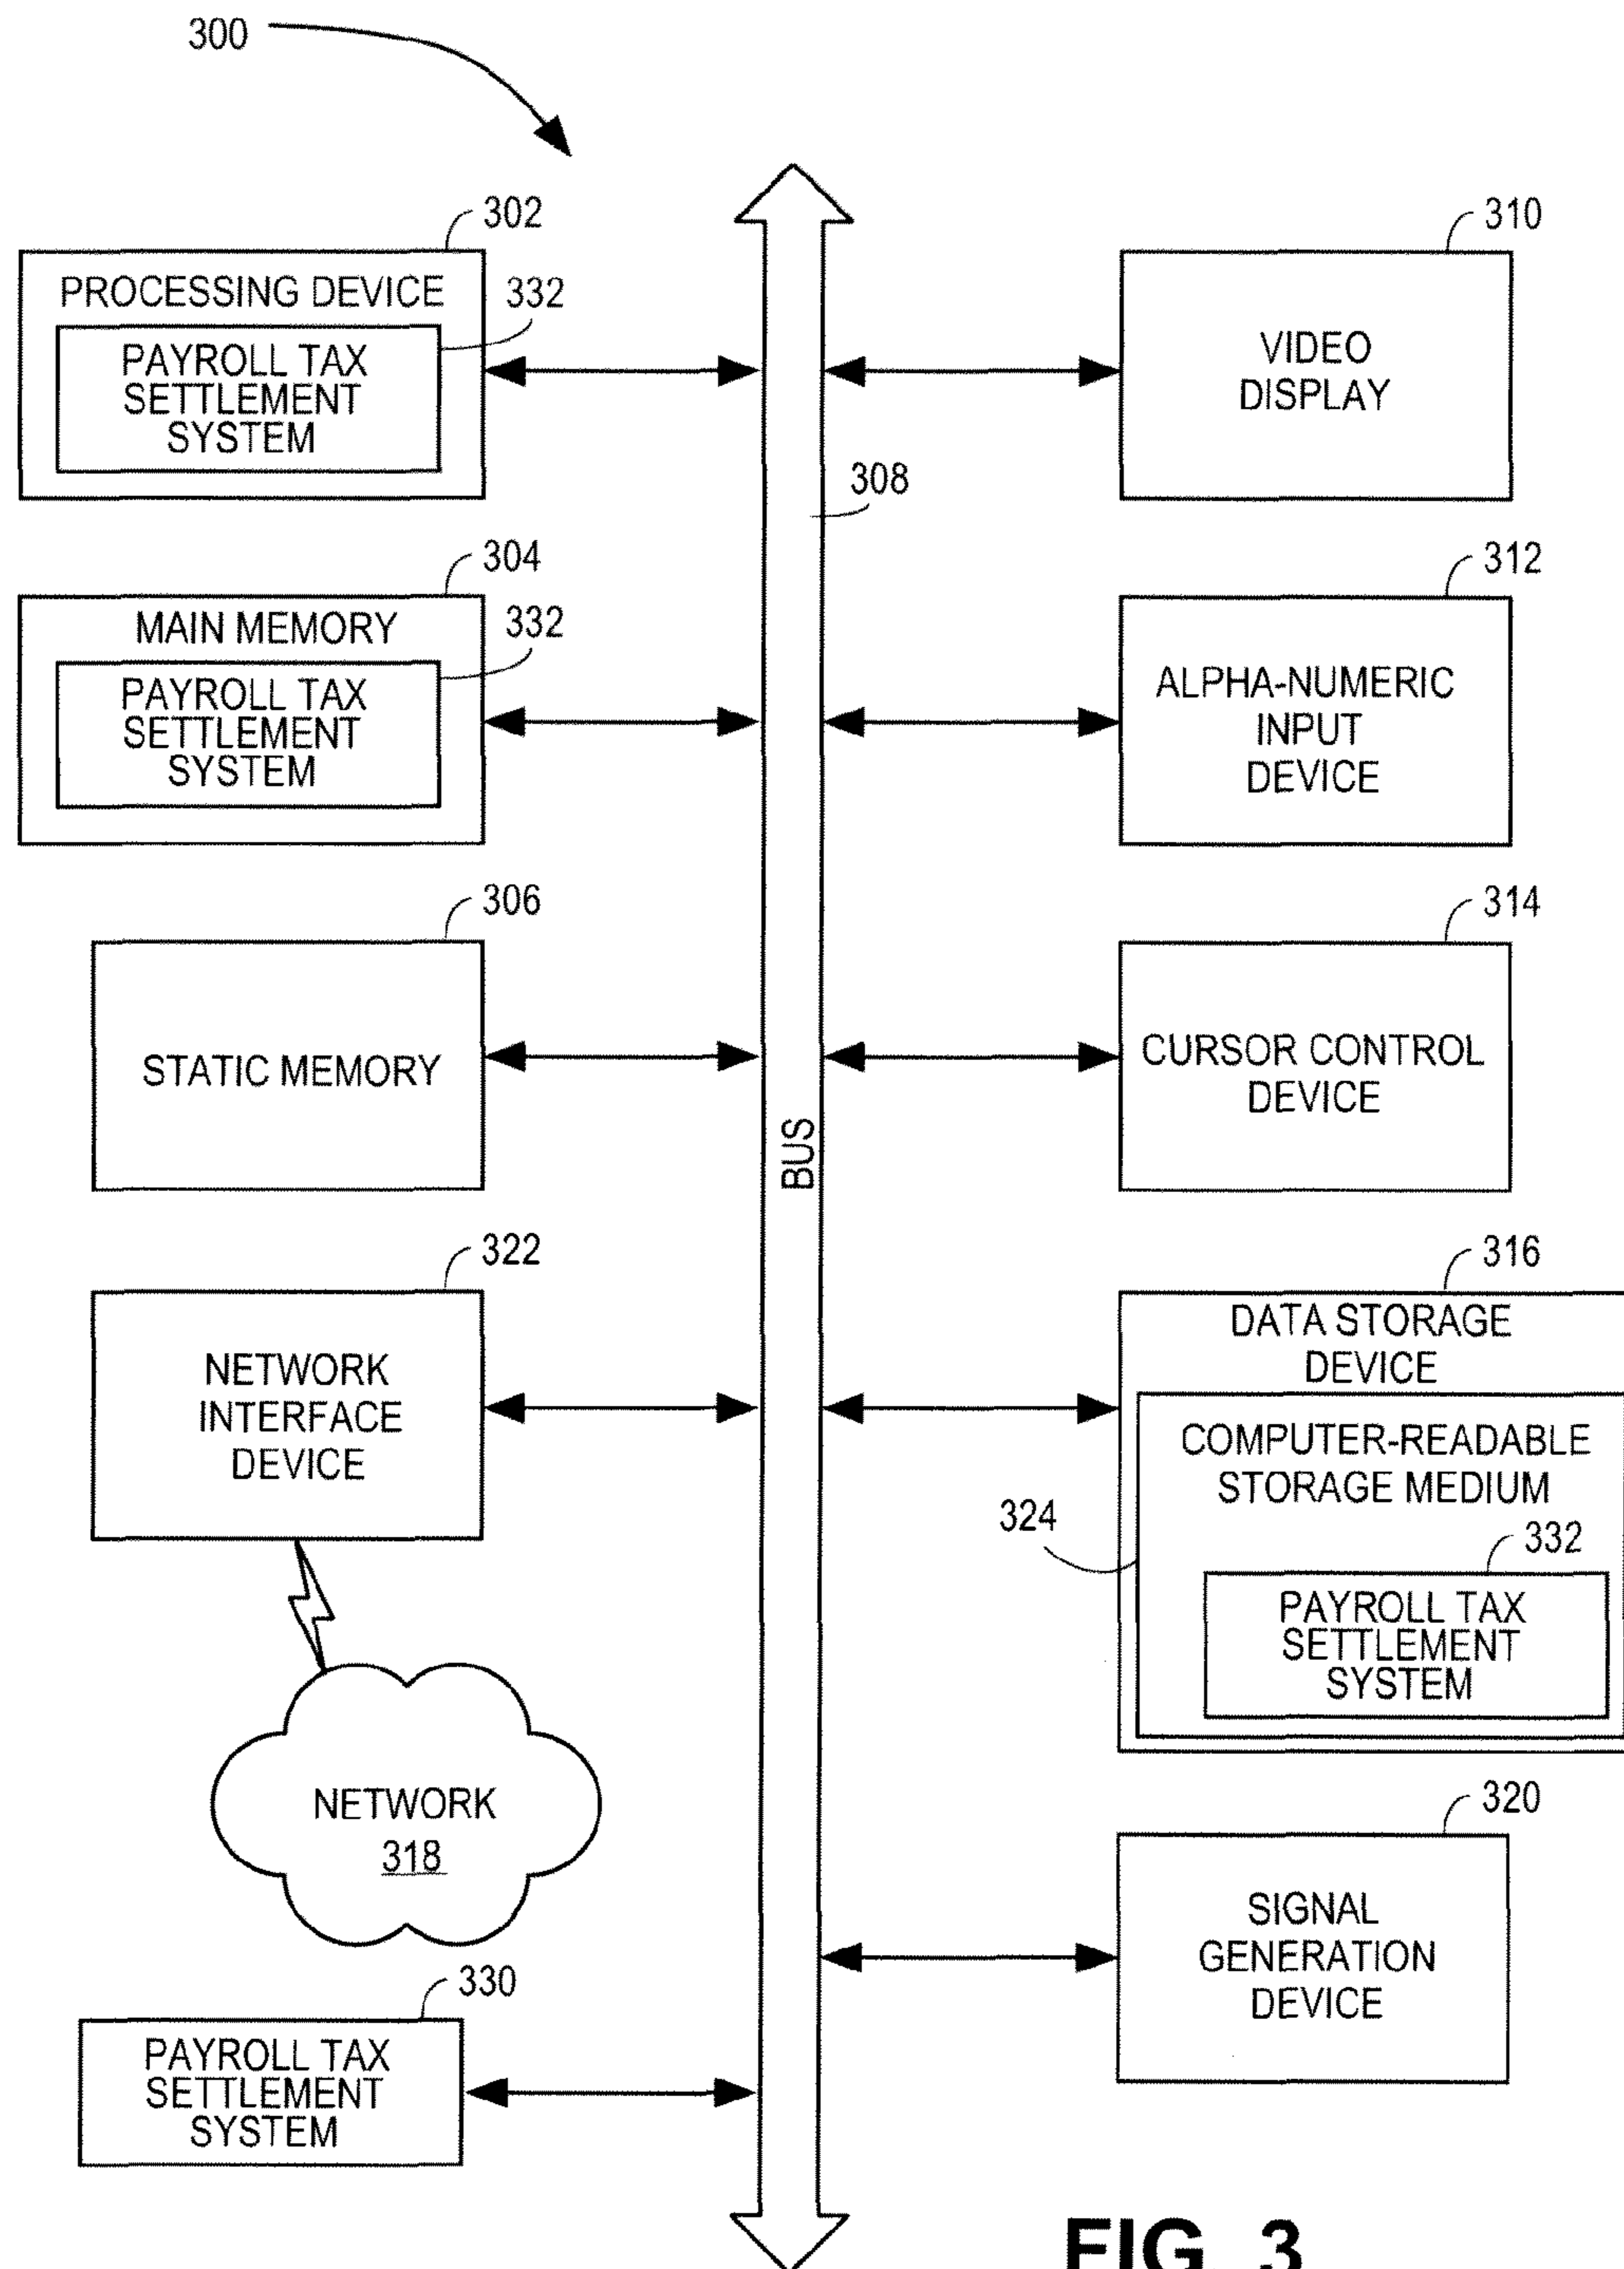 300
302
PROCESSING DEVICE
332
PAYROLL TAX
SETTLEMENT
SYSTEM
304
MAIN MEMORY
332
PAYROLL TAX
SETTLEMENT
SYSTEM
306
STATIC MEMORY
322
NETWORK
INTERFACE
DEVICE
NETWORK
318
330
PAYROLL TAX
SETTLEMENT
SYSTEM
308
BUS
310
VIDEO
DISPLAY
312
ALPHA-NUMERIC
INPUT
DEVICE
314
CURSOR CONTROL
DEVICE
316
DATA STORAGE
DEVICE
324
COMPUTER-READABLE
STORAGE MEDIUM
332
PAYROLL TAX
SETTLEMENT
SYSTEM
320
SIGNAL
GENERATION
DEVICE
FIG. 3